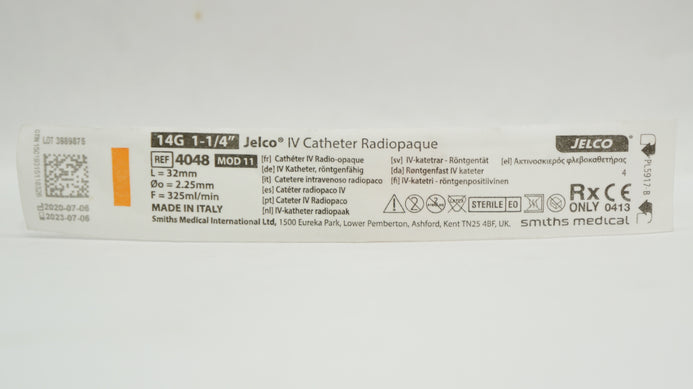 LOT 3989875
2020-07-06
2025-07-06
14G 1-1/4” Jelco® IV Catheter Radiopaque
REF 4048 MOD 11
L = 32mm
Øo = 2.25mm
F = 325ml/min
MADE IN ITALY
[fr] Cathéter IV Radio-opaque
[de] IV Katheter, röntgenfähig
[it] Catetere intravenoso radiopaco
[es] Catéter radiopaco IV
[pt] Cateter IV Radiopaco
[nl] IV-katheter radiopaak
[sv] IV-katetrar - Röntgentät
[da] Røntgenfast IV kateter
[fi] IV-katetri - röntgenpositiivinen
[el] Ακτινοσκιερός φλεβοκαθετήρας
4
STERILE EO
Rx ONLY
CE 0413
JELCO
smiths medical
Smiths Medical International Ltd, 1500 Eureka Park, Lower Pemberton, Ashford, Kent TN25 4BF, UK.
PL5917-B